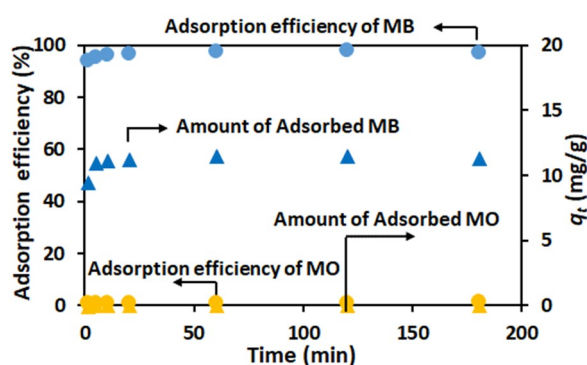 Adsorption efficiency of MB
Adsorption efficiency (%)
100
80
60
40
20
0
Amount of Adsorbed MB
Amount of Adsorbed MO
Adsorption efficiency of MO
20
15
10
5
0
qt (mg/g)
0
50
100
150
200
Time (min)